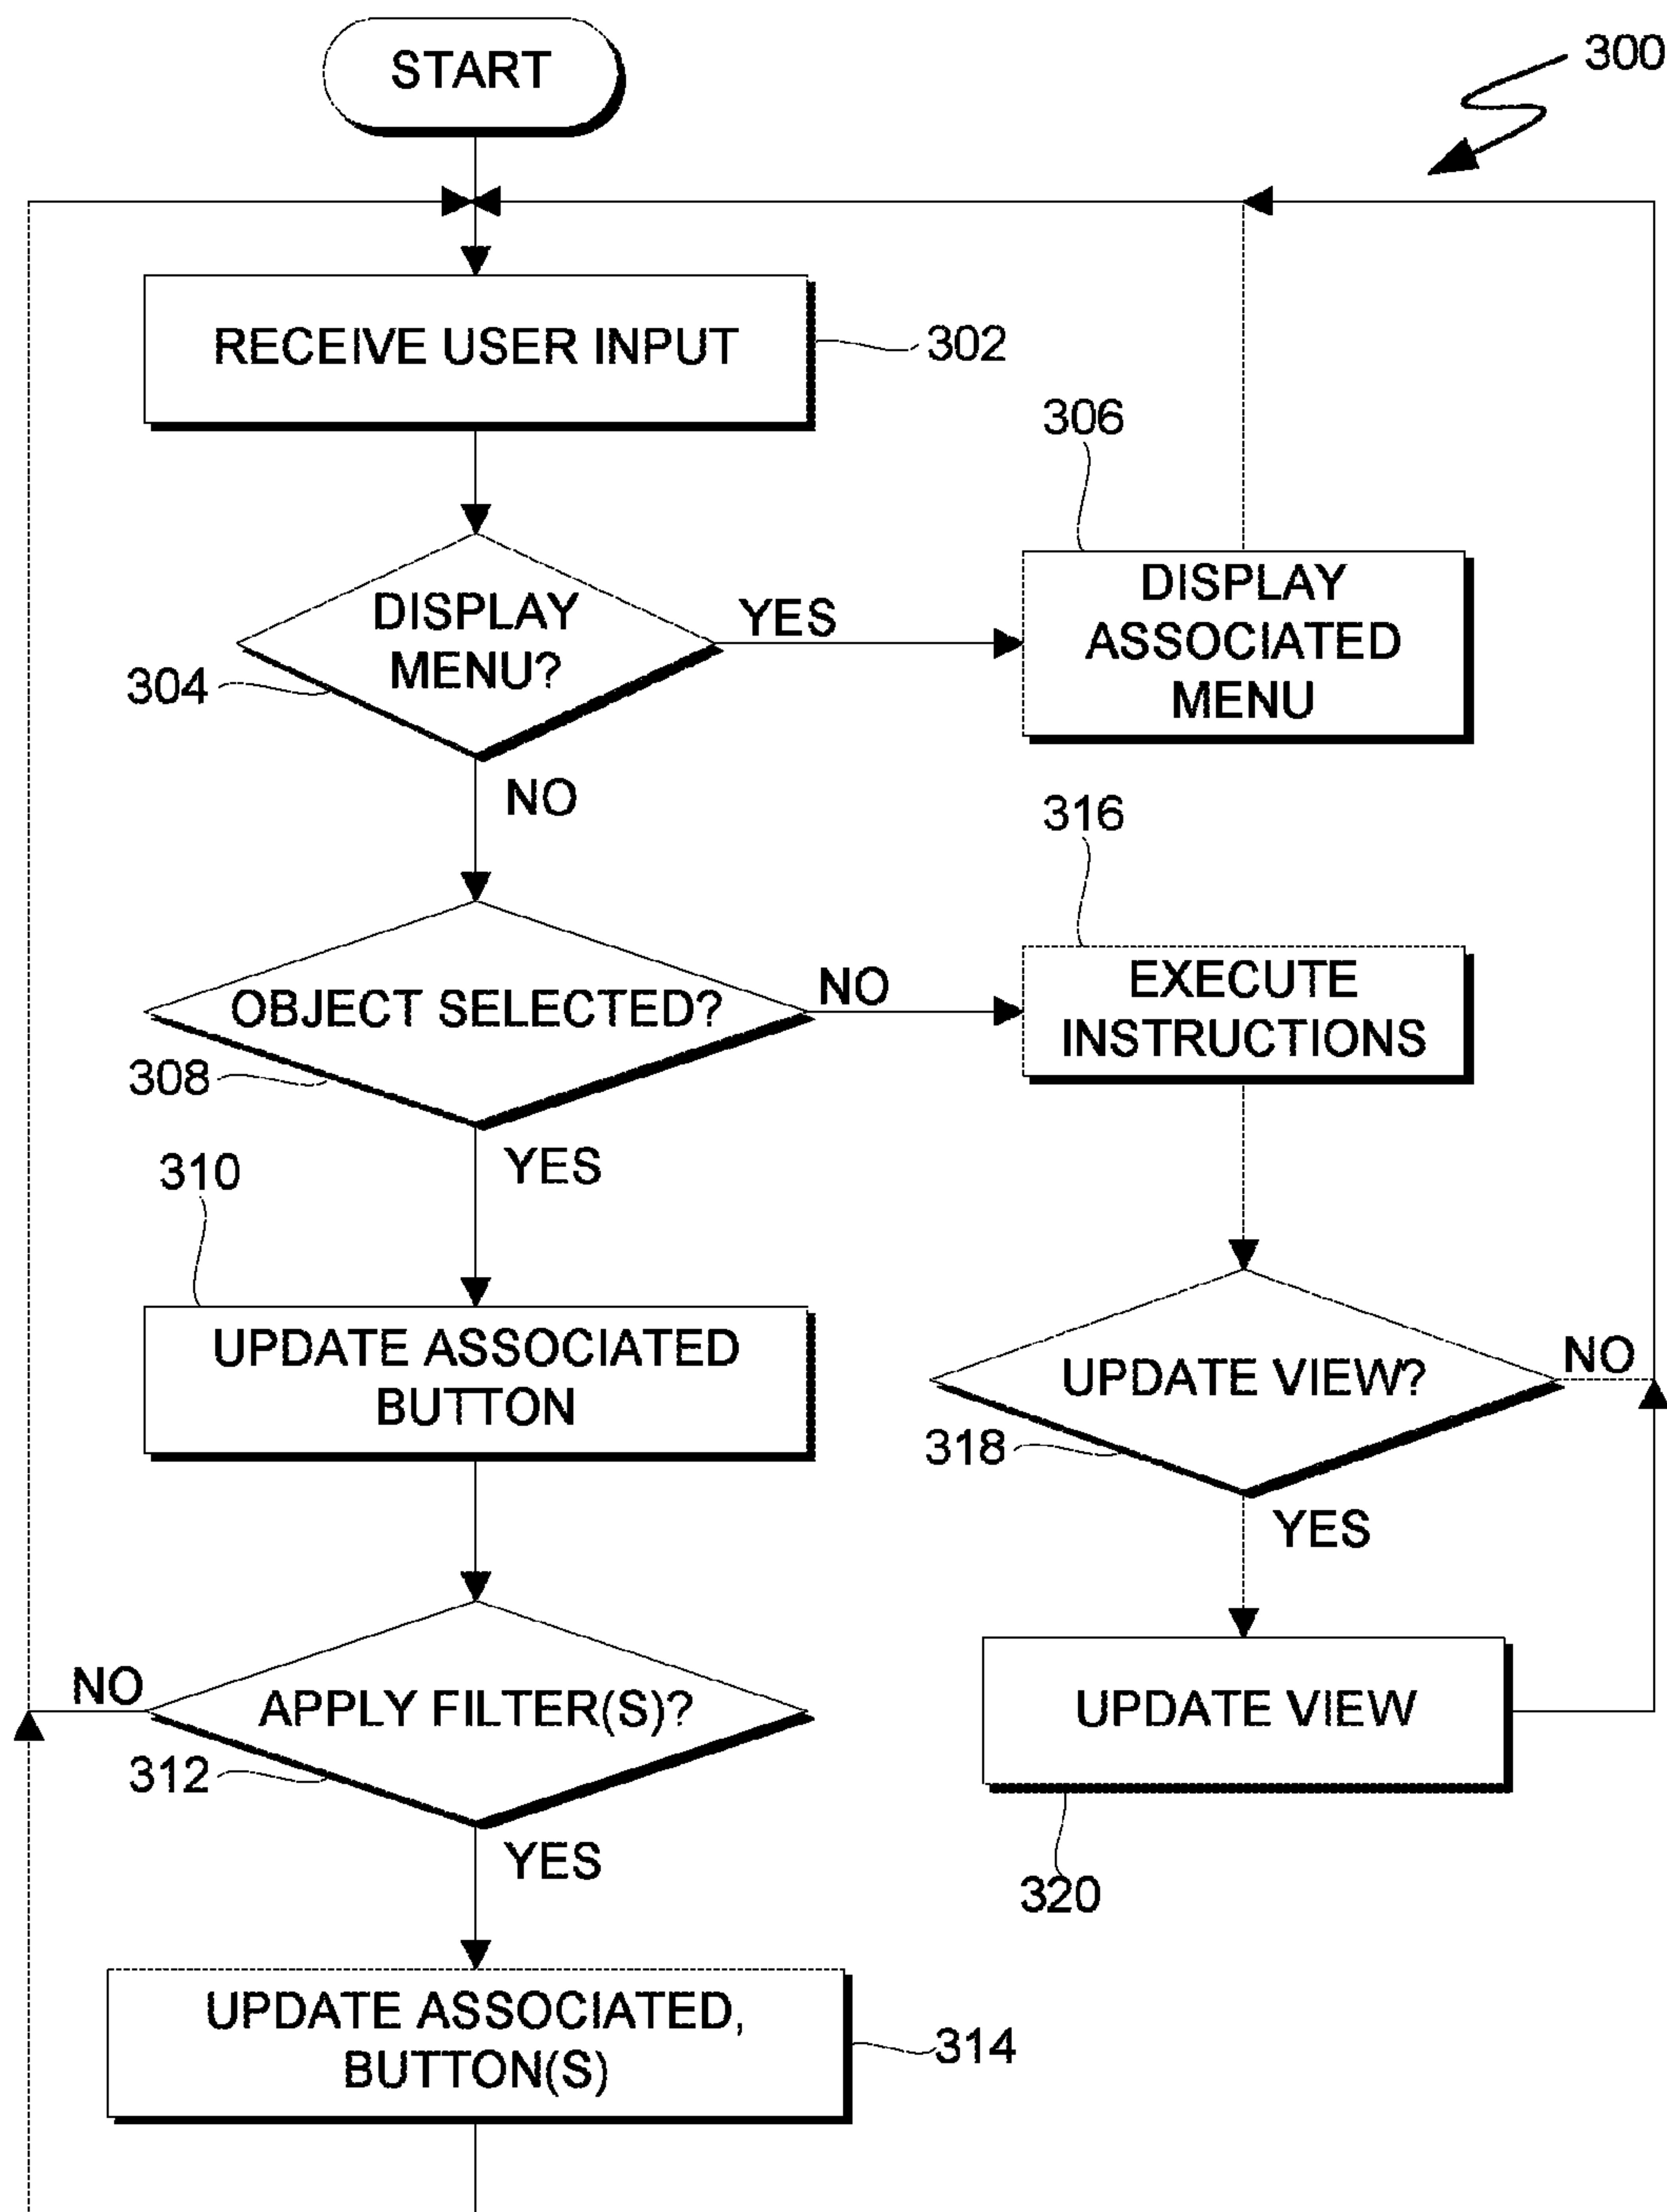 START
300
RECEIVE USER INPUT
302
306
DISPLAY
MENU?
YES
304
DISPLAY
ASSOCIATED
MENU
NO
316
OBJECT SELECTED?
NO
308
EXECUTE
INSTRUCTIONS
YES
310
UPDATE ASSOCIATED
BUTTON
UPDATE VIEW?
NO
318
YES
APPLY FILTER(S)?
NO
312
UPDATE VIEW
320
YES
UPDATE ASSOCIATED,
BUTTON(S)
314